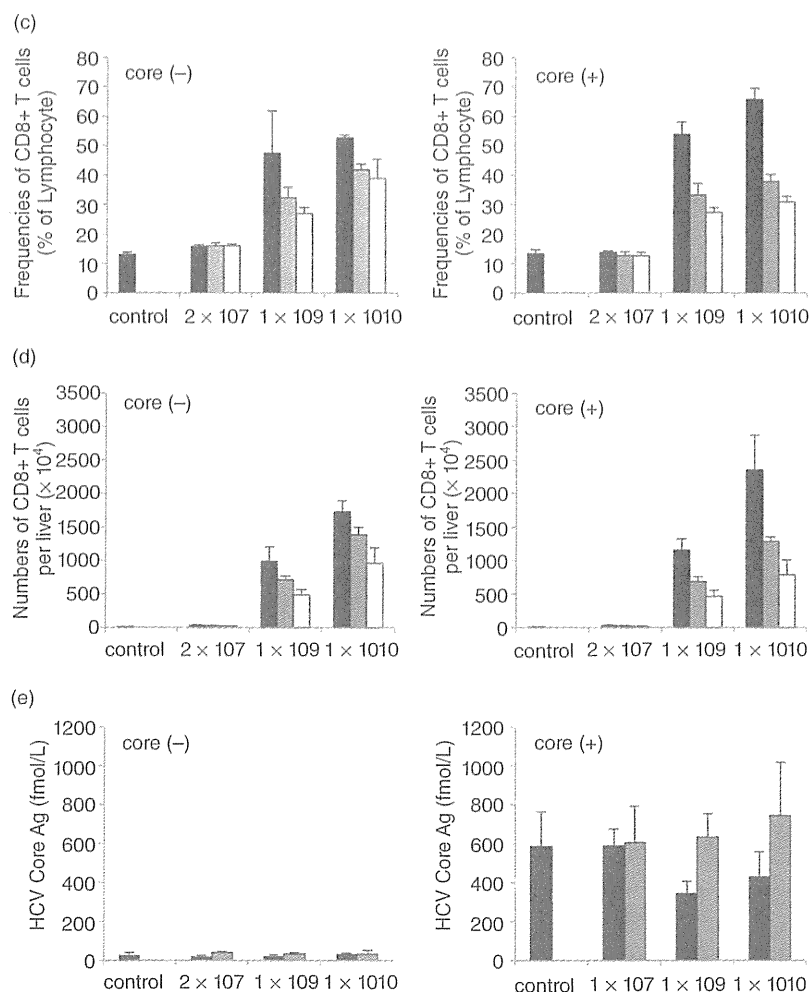 (c)
Frequencies of CD8+ T cells
(% of Lymphocyte)
80
70
60
50
40
30
20
10
0
core (−)
control
2 × 107
1 × 109
1 × 1010
Frequencies of CD8+ T cells
(% of Lymphocyte)
80
70
60
50
40
30
20
10
0
core (+)
control
2 × 107
1 × 109
1 × 1010
(d)
Numbers of CD8+ T cells
per liver (× 10⁴)
3500
3000
2500
2000
1500
1000
500
0
core (−)
control
2 × 107
1 × 109
1 × 1010
Numbers of CD8+ T cells
per liver (× 10⁴)
3500
3000
2500
2000
1500
1000
500
0
core (+)
control
2 × 107
1 × 109
1 × 1010
(e)
HCV Core Ag (fmol/L)
1200
1000
800
600
400
200
0
core (−)
control
2 × 107
1 × 109
1 × 1010
HCV Core Ag (fmol/L)
1200
1000
800
600
400
200
0
core (+)
control
1 × 107
1 × 109
1 × 1010